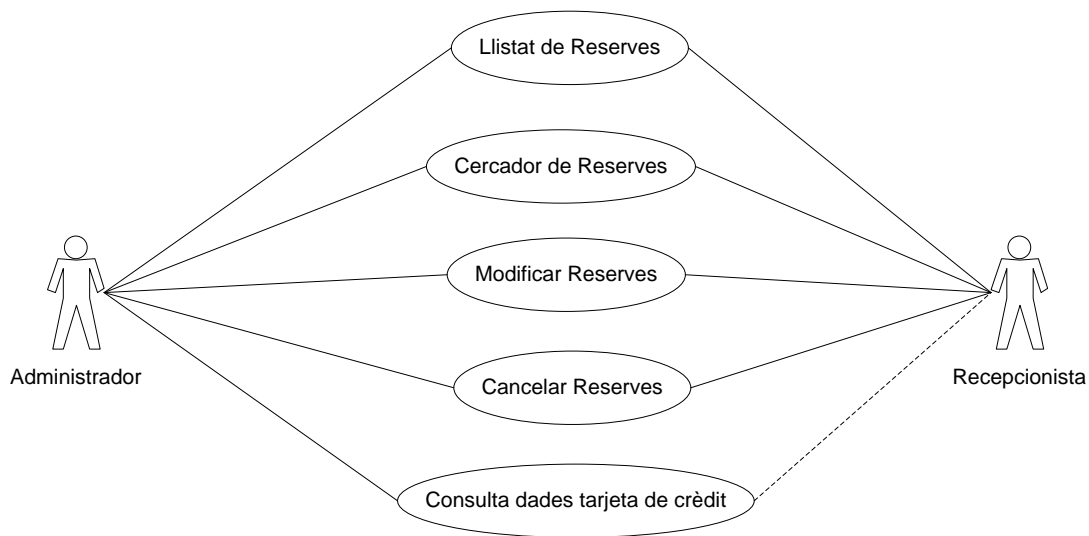 Llistat de Reserves
Cercador de Reserves
Modificar Reserves
Administrador
Recepcionista
Cancelar Reserves
Consulta dades tarjeta de crèdit